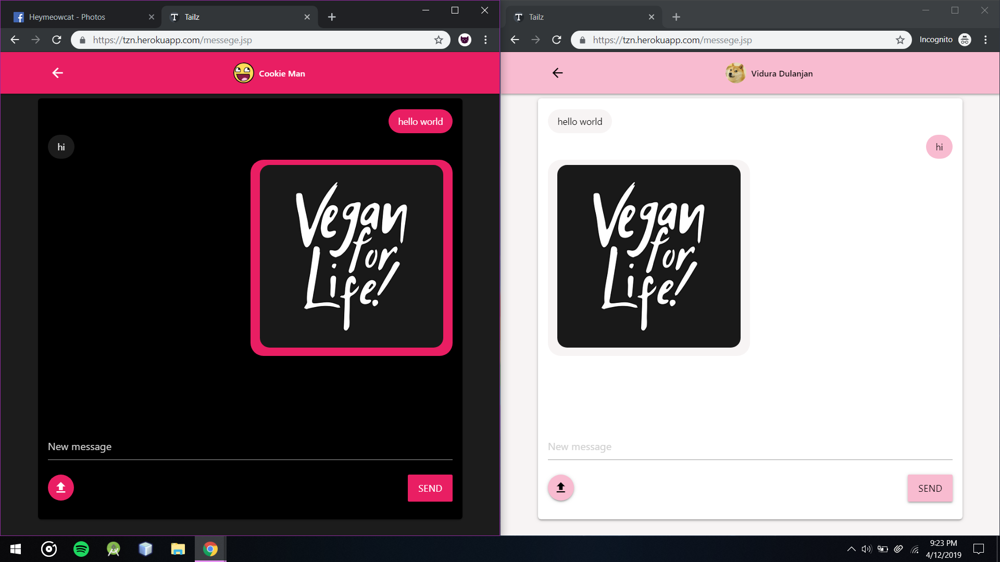 Heymeowcat - Photos
T Tailz
https://tzn.herokuapp.com/messege.jsp
Cookie Man
hello world
hi
Vegan
for
Life!
New message
SEND
T Tailz
https://tzn.herokuapp.com/messege.jsp
Incognito
Vidura Dulanjan
hello world
hi
Vegan
for
Life!
New message
SEND
9:23 PM
4/12/2019